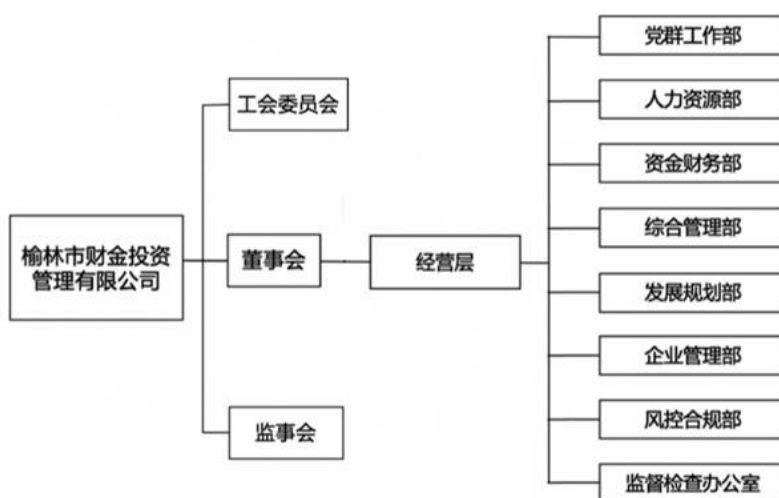 榆林市财金投资
管理有限公司
工会委员会
董事会
监事会
经营层
党群工作部
人力资源部
资金财务部
综合管理部
发展规划部
企业管理部
风控合规部
监督检查办公室